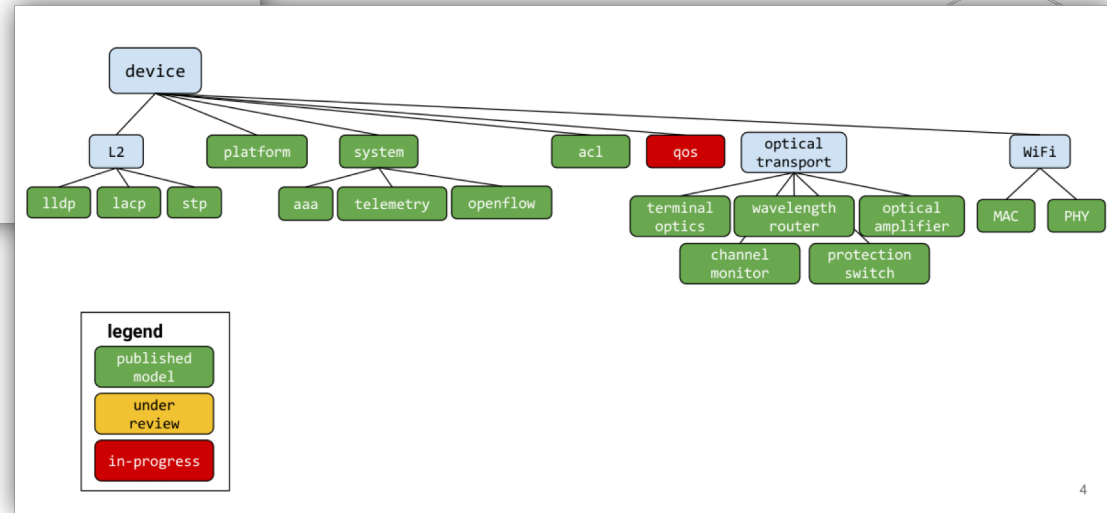 device
L2
platform
system
acl
qos
optical
transport
WiFi
lldp
lacp
stp
aaa
telemetry
openflow
terminal
optics
wavelength
router
optical
amplifier
MAC
PHY
channel
monitor
protection
switch
legend
published
model
under
review
in-progress
4